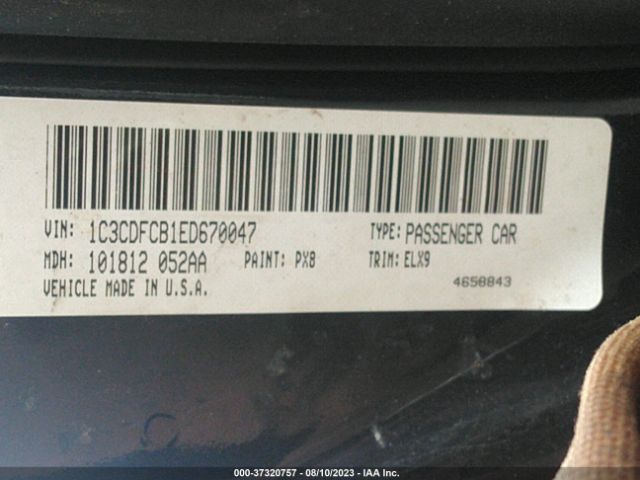 VIN: 1C3CDFCB1ED670047 TYPE: PASSENGER CAR
MDH: 101812 052AA PAINT: PX8 TRIM: ELX9
VEHICLE MADE IN U.S.A. 4658843
000-37320757 - 08/10/2023 - IAA Inc.